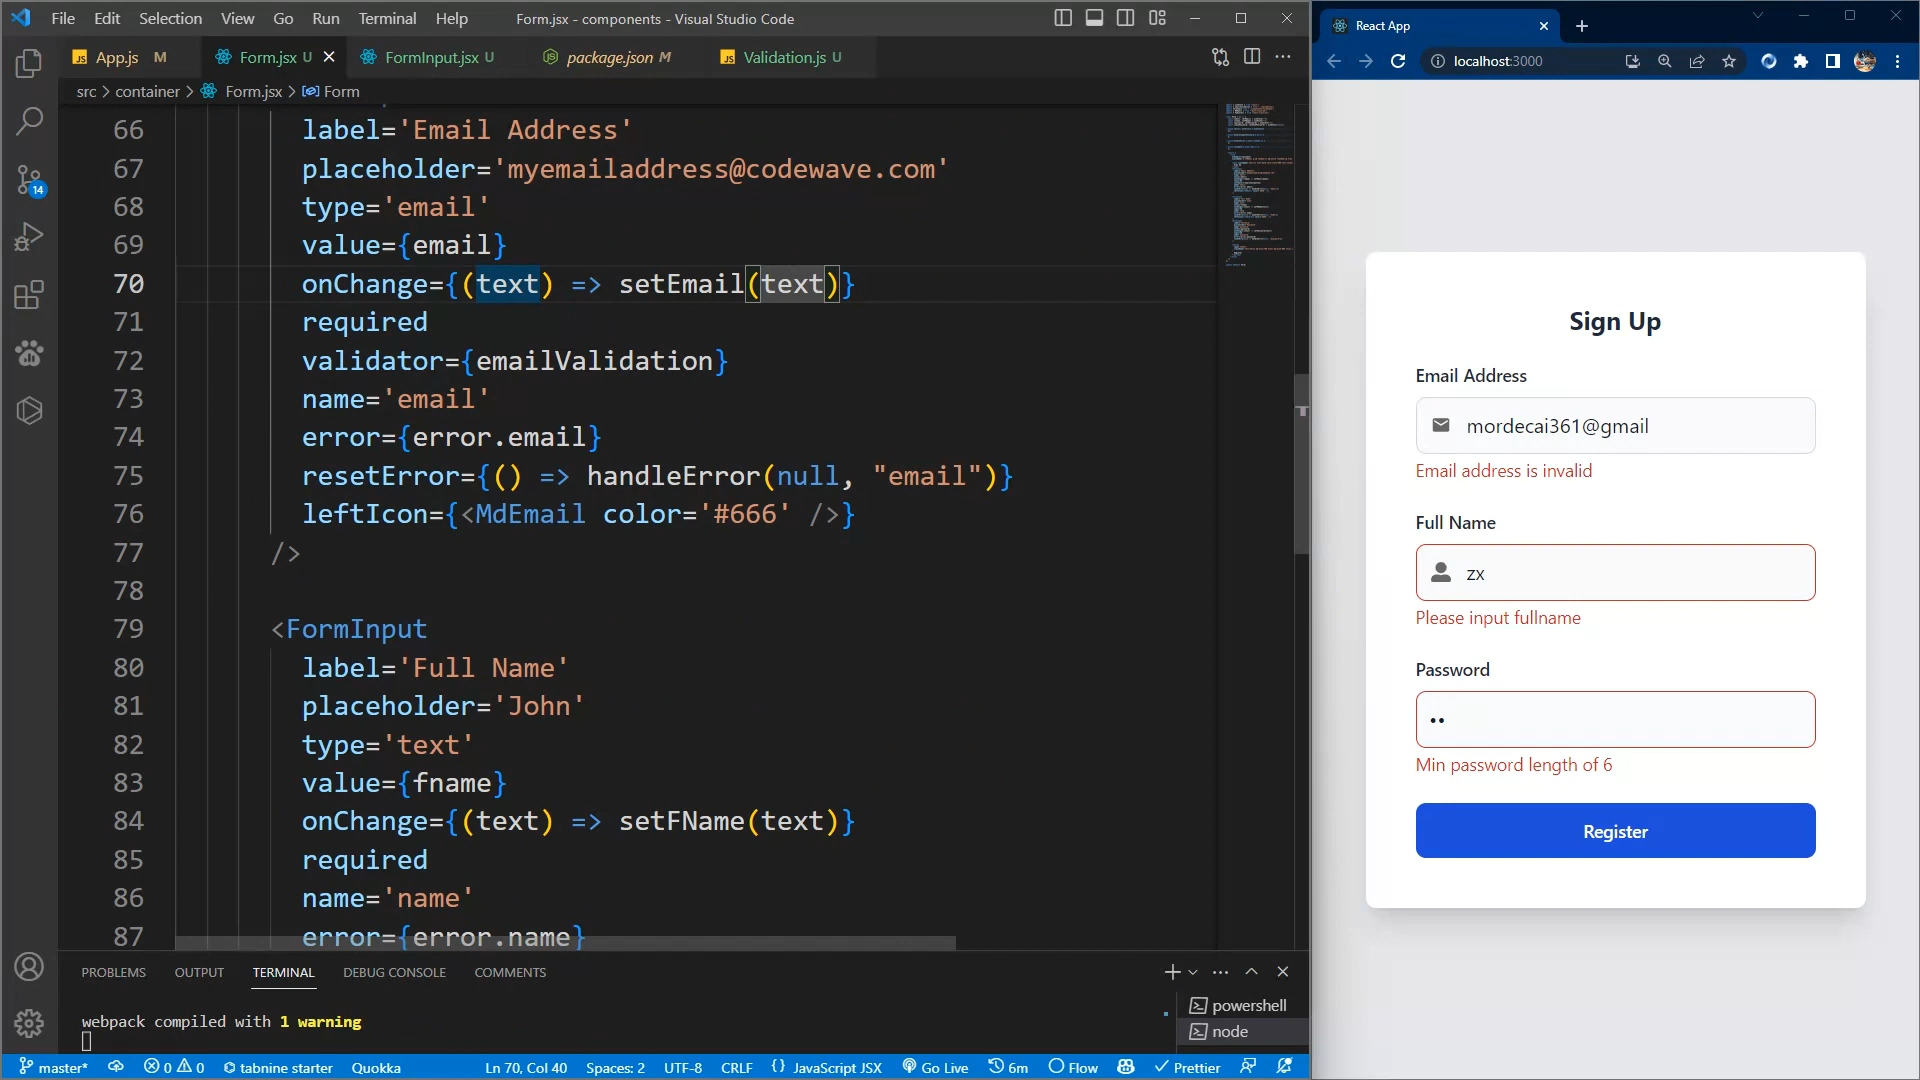 File Edit Selection View Go Run Terminal Help
Form.jsx - components - Visual Studio Code
JS App.js M
Form.jsx U
FormInput.jsx U
package.json M
JS Validation.js U
src > container > Form.jsx > Form
66 label='Email Address'
67 placeholder='myemailaddress@codewave.com'
68 type='email'
69 value={email}
70 onChange={(text) => setEmail(text)}
71 required
72 validator={emailValidation}
73 name='email'
74 error={error.email}
75 resetError={() => handleError(null, "email")}
76 leftIcon={<MdEmail color='#666' />}
77 />
78
79 <FormInput
80 label='Full Name'
81 placeholder='John'
82 type='text'
83 value={fname}
84 onChange={(text) => setFName(text)}
85 required
86 name='name'
87 error={error.name}
14
PROBLEMS OUTPUT TERMINAL DEBUG CONSOLE COMMENTS
webpack compiled with 1 warning
powershell
node
master* 0 0 tabnine starter Quokka Ln 70, Col 40 Spaces: 2 UTF-8 CRLF {} JavaScript JSX Go Live 6m Flow Prettier
React App
localhost:3000
Sign Up
Email Address
mordecai361@gmail
Email address is invalid
Full Name
zx
Please input fullname
Password
Min password length of 6
Register